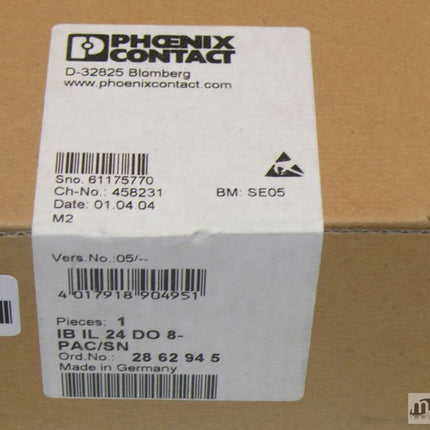 PHŒNIX
CONTACT
D-32825 Blomberg
www.phoenixcontact.com
Sno. 61175770
Ch-No.: 458231 BM: SE05
Date: 01.04.04
M2
Vers.No.:05/--
4 017918 904951
Pieces: 1
IB IL 24 DO 8-
PAC/SN
Ord.No.: 28 62 94 5
Made in Germany